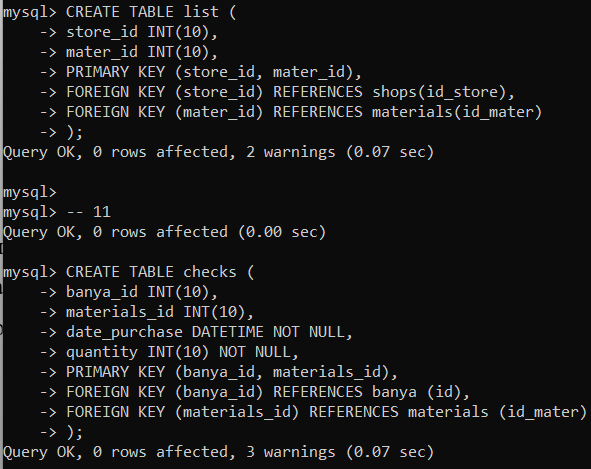 mysql> CREATE TABLE list (
    -> store_id INT(10),
    -> mater_id INT(10),
    -> PRIMARY KEY (store_id, mater_id),
    -> FOREIGN KEY (store_id) REFERENCES shops(id_store),
    -> FOREIGN KEY (mater_id) REFERENCES materials(id_mater)
    -> );
Query OK, 0 rows affected, 2 warnings (0.07 sec)
mysql>
mysql> -- 11
Query OK, 0 rows affected (0.00 sec)
mysql> CREATE TABLE checks (
    -> banya_id INT(10),
    -> materials_id INT(10),
    -> date_purchase DATETIME NOT NULL,
    -> quantity INT(10) NOT NULL,
    -> PRIMARY KEY (banya_id, materials_id),
    -> FOREIGN KEY (banya_id) REFERENCES banya (id),
    -> FOREIGN KEY (materials_id) REFERENCES materials (id_mater)
    -> );
Query OK, 0 rows affected, 3 warnings (0.07 sec)